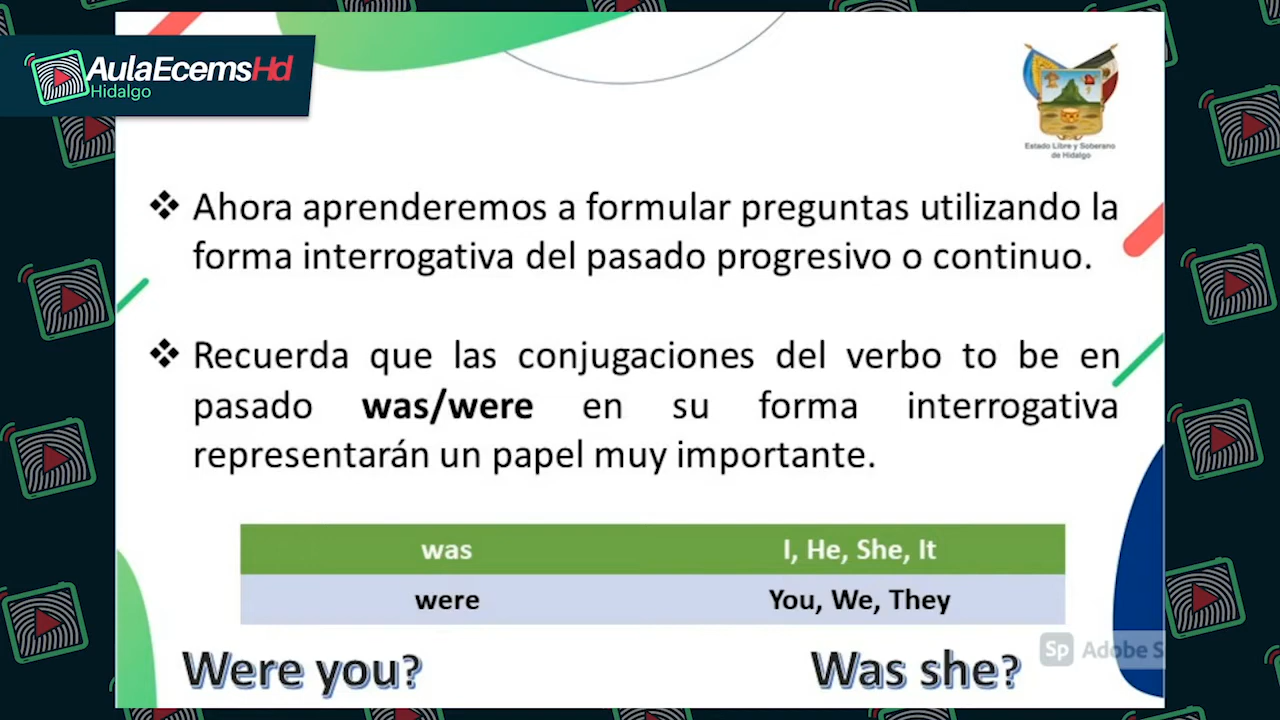 AulaEcemsHd
Hidalgo
Estado Libre y Soberano
de Hidalgo
❖ Ahora aprenderemos a formular preguntas utilizando la
forma interrogativa del pasado progresivo o continuo.
❖ Recuerda que las conjugaciones del verbo to be en
pasado was/were en su forma interrogativa
representarán un papel muy importante.
was I, He, She, It
were You, We, They
Sp Adobe S
Were you? Was she?